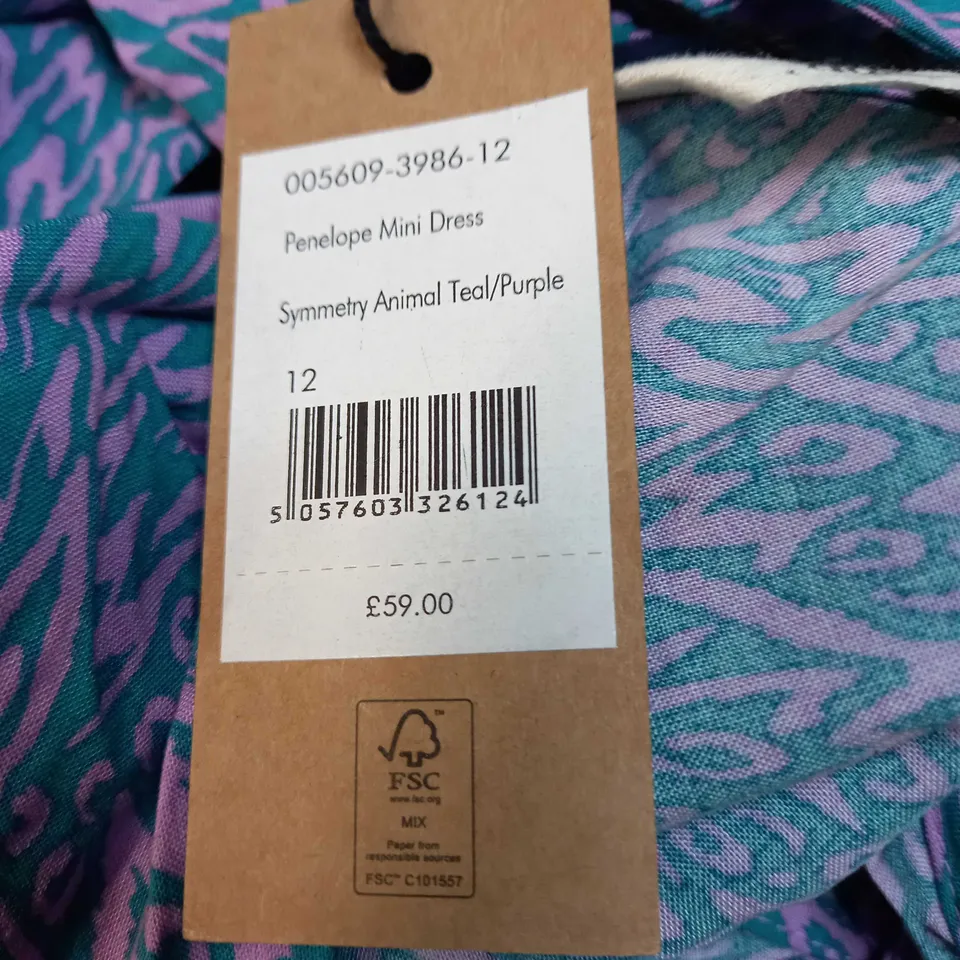 005609-3986-12
Penelope Mini Dress
Symmetry Animal Teal/Purple
12
5 057603 326124
£59.00
FSC™
www.fsc.org
MIX
Paper from
responsible sources
FSC™ C101557